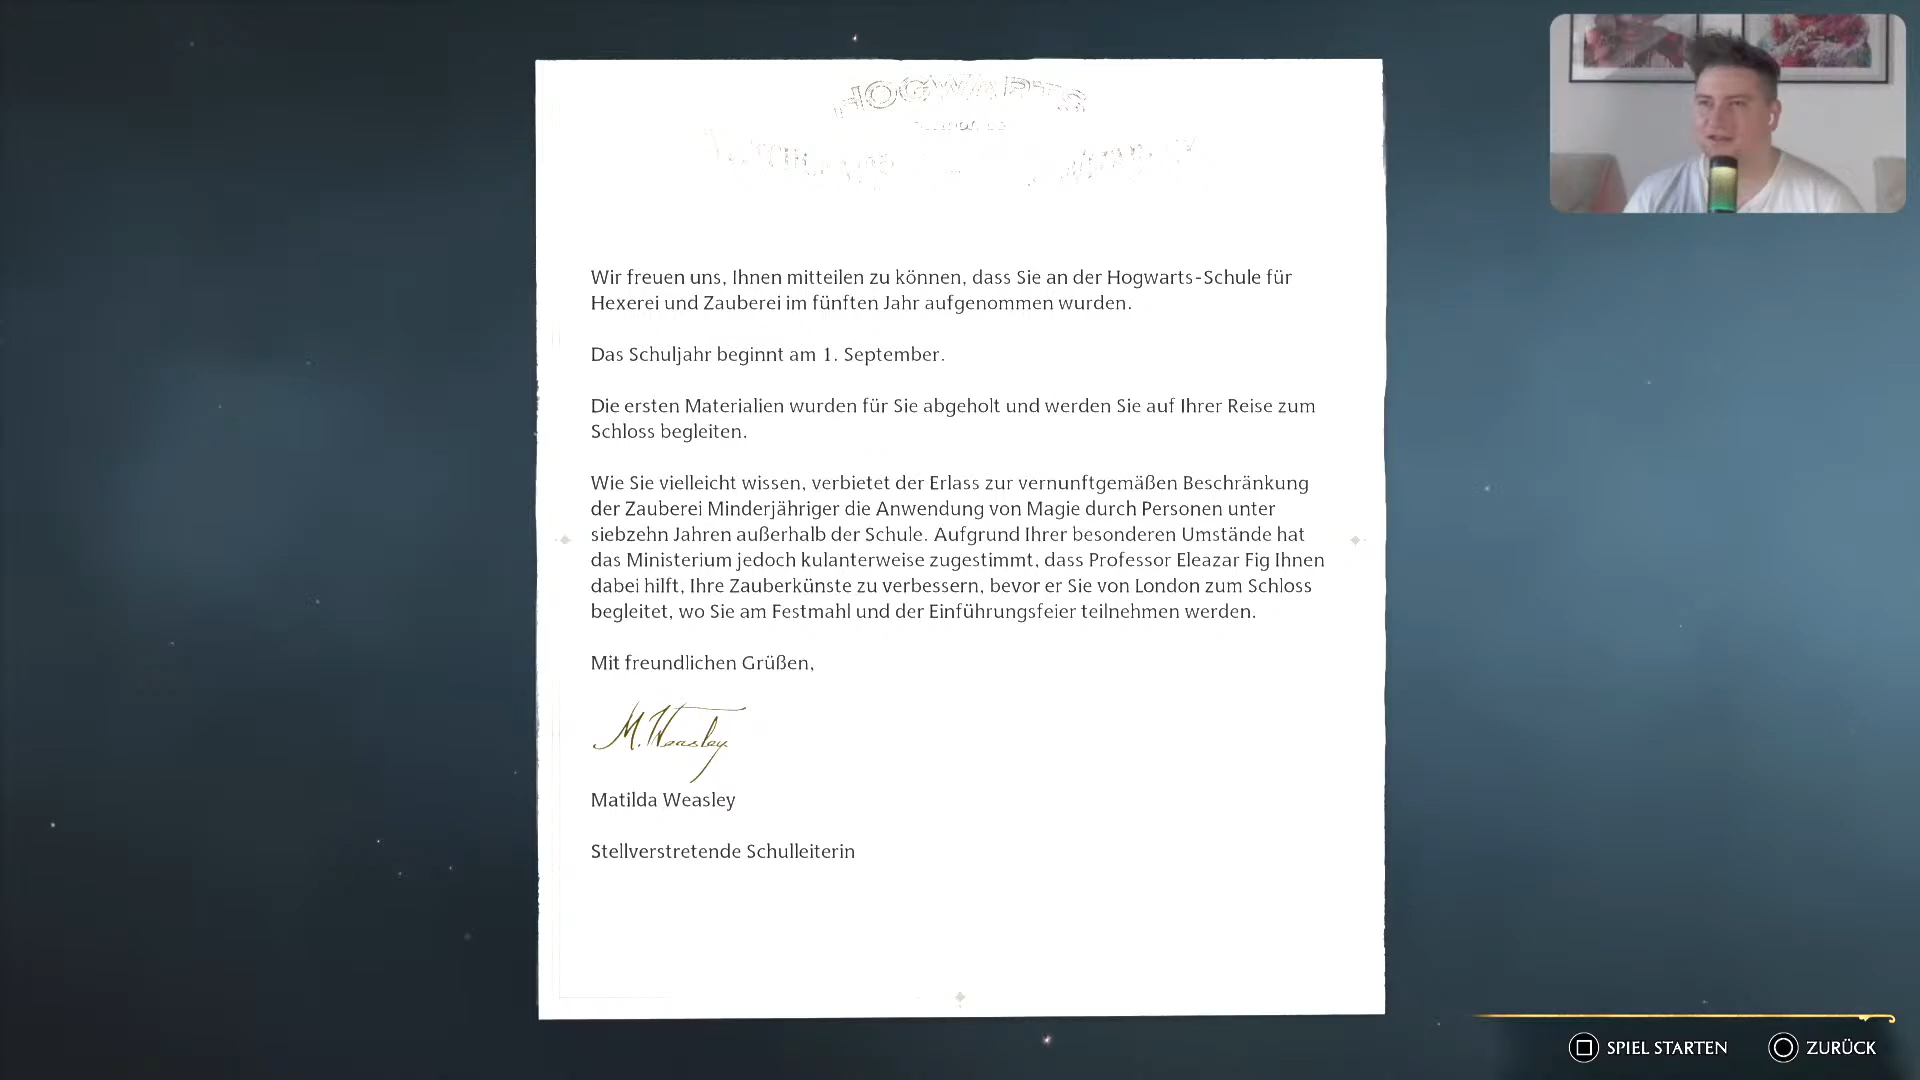 HOGWARTS
Wir freuen uns, Ihnen mitteilen zu können, dass Sie an der Hogwarts-Schule für
Hexerei und Zauberei im fünften Jahr aufgenommen wurden.
Das Schuljahr beginnt am 1. September.
Die ersten Materialien wurden für Sie abgeholt und werden Sie auf Ihrer Reise zum
Schloss begleiten.
Wie Sie vielleicht wissen, verbietet der Erlass zur vernunftgemäßen Beschränkung
der Zauberei Minderjähriger die Anwendung von Magie durch Personen unter
siebzehn Jahren außerhalb der Schule. Aufgrund Ihrer besonderen Umstände hat
das Ministerium jedoch kulanterweise zugestimmt, dass Professor Eleazar Fig Ihnen
dabei hilft, Ihre Zauberkünste zu verbessern, bevor er Sie von London zum Schloss
begleitet, wo Sie am Festmahl und der Einführungsfeier teilnehmen werden.
Mit freundlichen Grüßen,
M. Weasley
Matilda Weasley
Stellverstretende Schulleiterin
SPIEL STARTEN
ZURÜCK